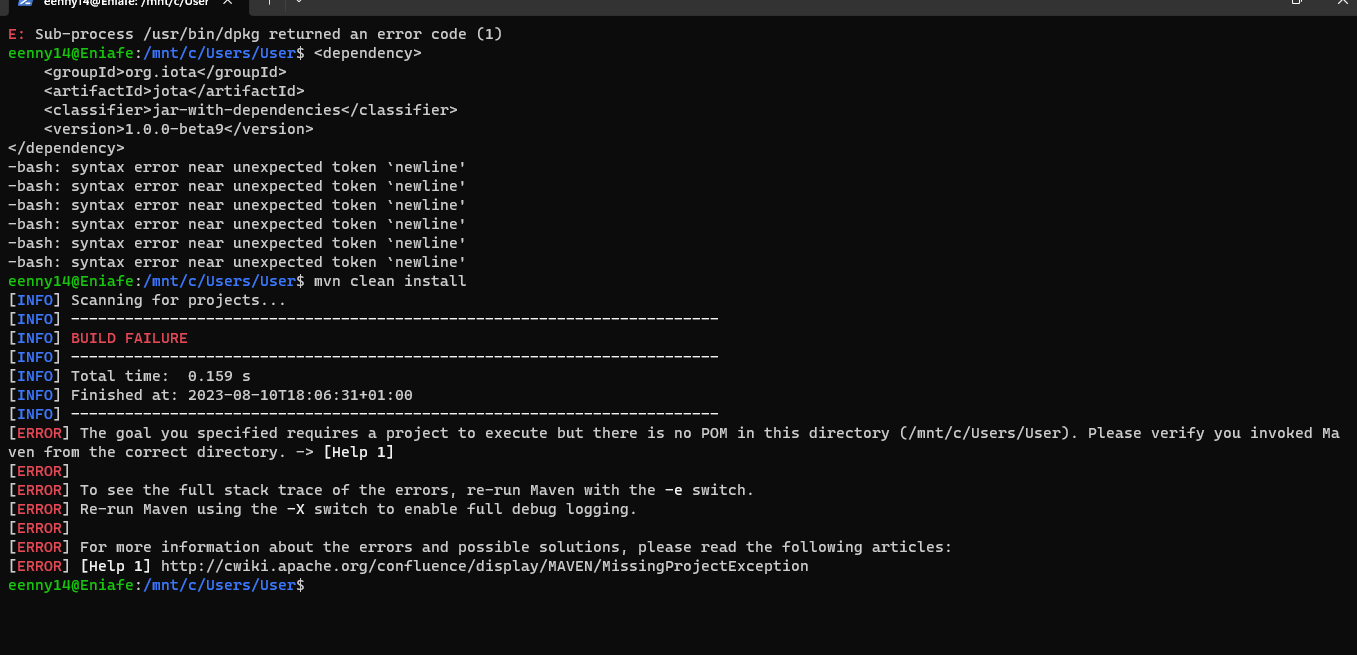 eenny14@Eniafe: /mnt/c/User
E: Sub-process /usr/bin/dpkg returned an error code (1)
eenny14@Eniafe:/mnt/c/Users/User$ <dependency>
    <groupId>org.iota</groupId>
    <artifactId>jota</artifactId>
    <classifier>jar-with-dependencies</classifier>
    <version>1.0.0-beta9</version>
</dependency>
-bash: syntax error near unexpected token `newline'
-bash: syntax error near unexpected token `newline'
-bash: syntax error near unexpected token `newline'
-bash: syntax error near unexpected token `newline'
-bash: syntax error near unexpected token `newline'
-bash: syntax error near unexpected token `newline'
eenny14@Eniafe:/mnt/c/Users/User$ mvn clean install
[INFO] Scanning for projects...
[INFO] ------------------------------------------------------------------------
[INFO] BUILD FAILURE
[INFO] ------------------------------------------------------------------------
[INFO] Total time:  0.159 s
[INFO] Finished at: 2023-08-10T18:06:31+01:00
[INFO] ------------------------------------------------------------------------
[ERROR] The goal you specified requires a project to execute but there is no POM in this directory (/mnt/c/Users/User). Please verify you invoked Ma
ven from the correct directory. -> [Help 1]
[ERROR]
[ERROR] To see the full stack trace of the errors, re-run Maven with the -e switch.
[ERROR] Re-run Maven using the -X switch to enable full debug logging.
[ERROR]
[ERROR] For more information about the errors and possible solutions, please read the following articles:
[ERROR] [Help 1] http://cwiki.apache.org/confluence/display/MAVEN/MissingProjectException
eenny14@Eniafe:/mnt/c/Users/User$